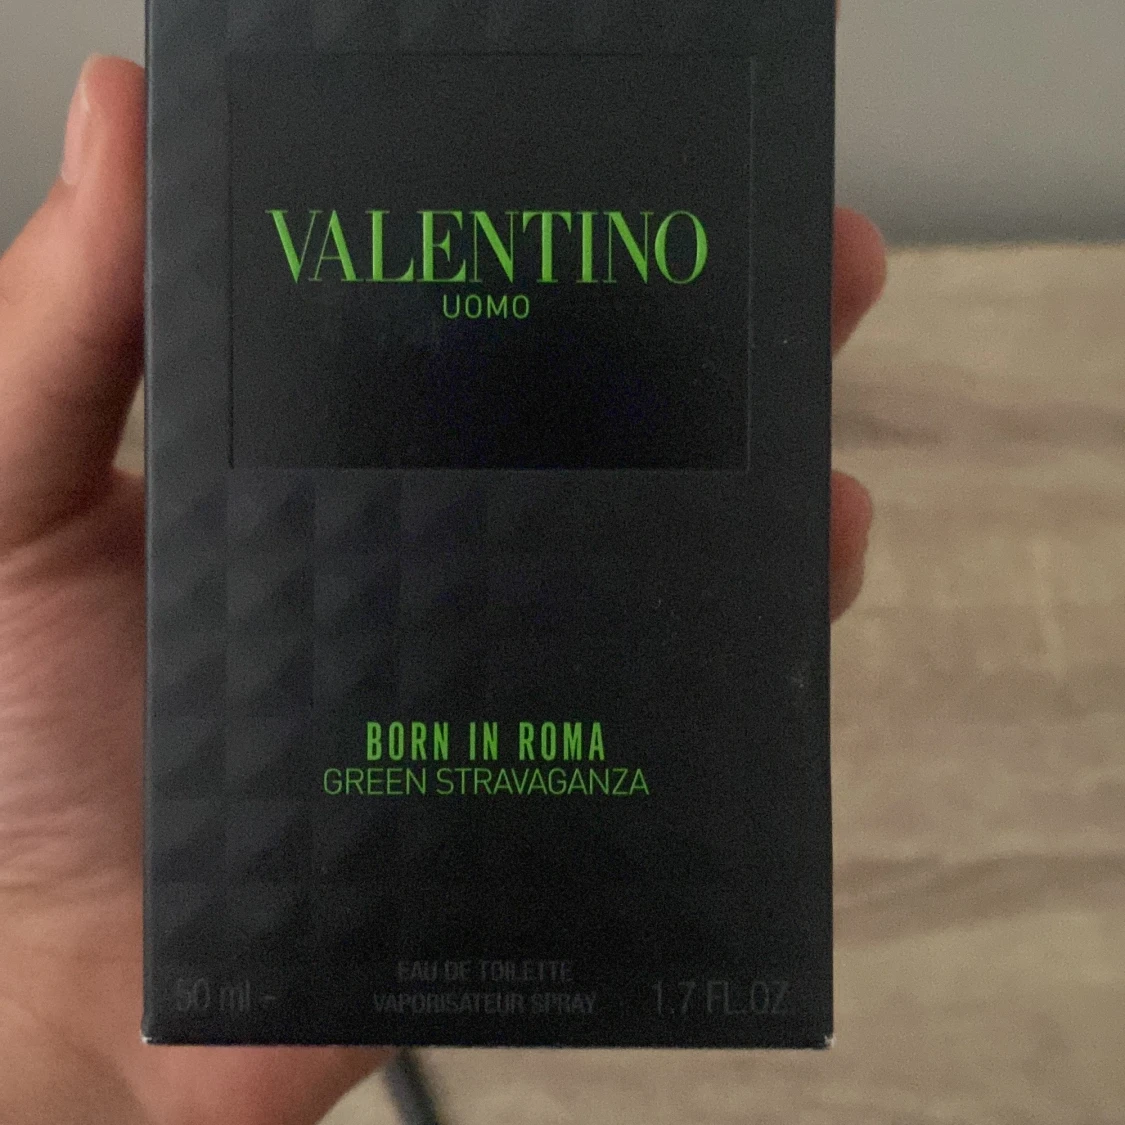 VALENTINO
UOMO
BORN IN ROMA
GREEN STRAVAGANZA
EAU DE TOILETTE
50 ml - VAPORISATEUR SPRAY 1.7 FL.OZ